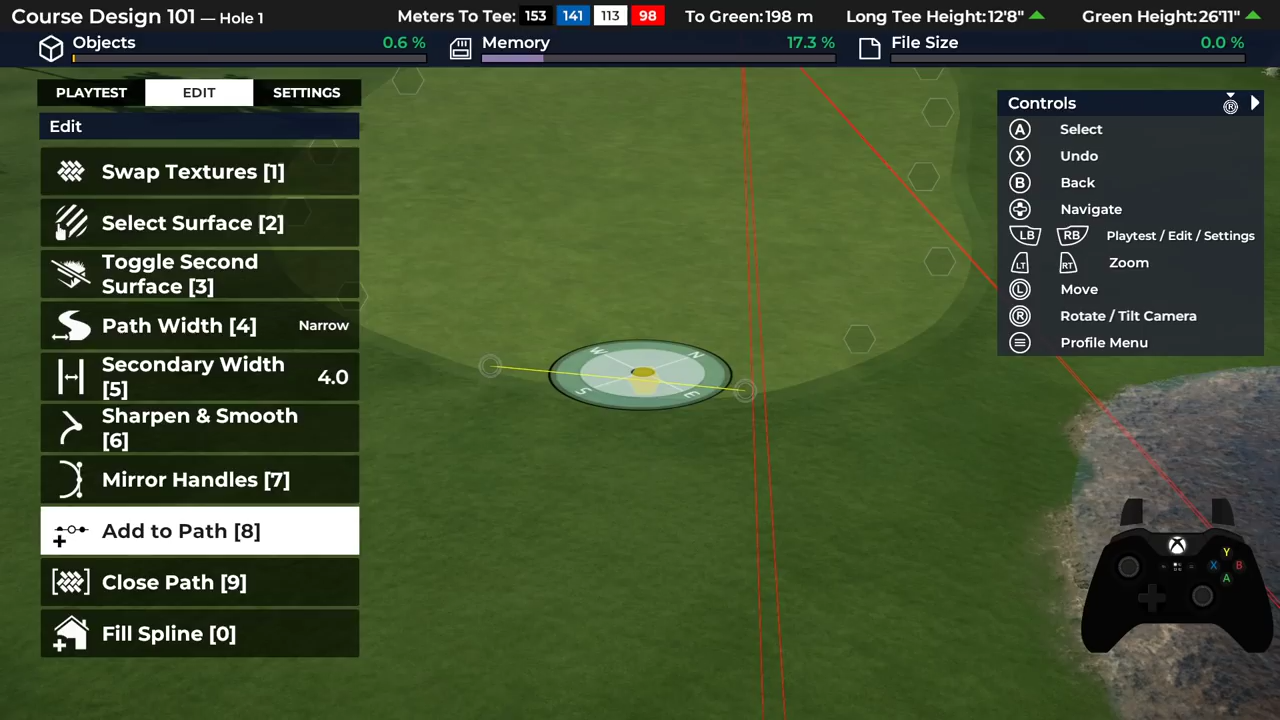 Course Design 101 — Hole 1
Meters To Tee: 153 141 113 98 To Green: 198 m Long Tee Height: 12'8" Green Height: 26'11"
Objects 0.6 % Memory 17.3 % File Size 0.0 %
PLAYTEST EDIT SETTINGS
Edit
Swap Textures [1]
Select Surface [2]
Toggle Second
Surface [3]
Path Width [4] Narrow
Secondary Width
[5] 4.0
Sharpen & Smooth
[6]
Mirror Handles [7]
Add to Path [8]
Close Path [9]
Fill Spline [0]
W N
S E
Controls R
A Select
X Undo
B Back
Navigate
LB RB Playtest / Edit / Settings
LT RT Zoom
L Move
R Rotate / Tilt Camera
Profile Menu
Y
X B
A